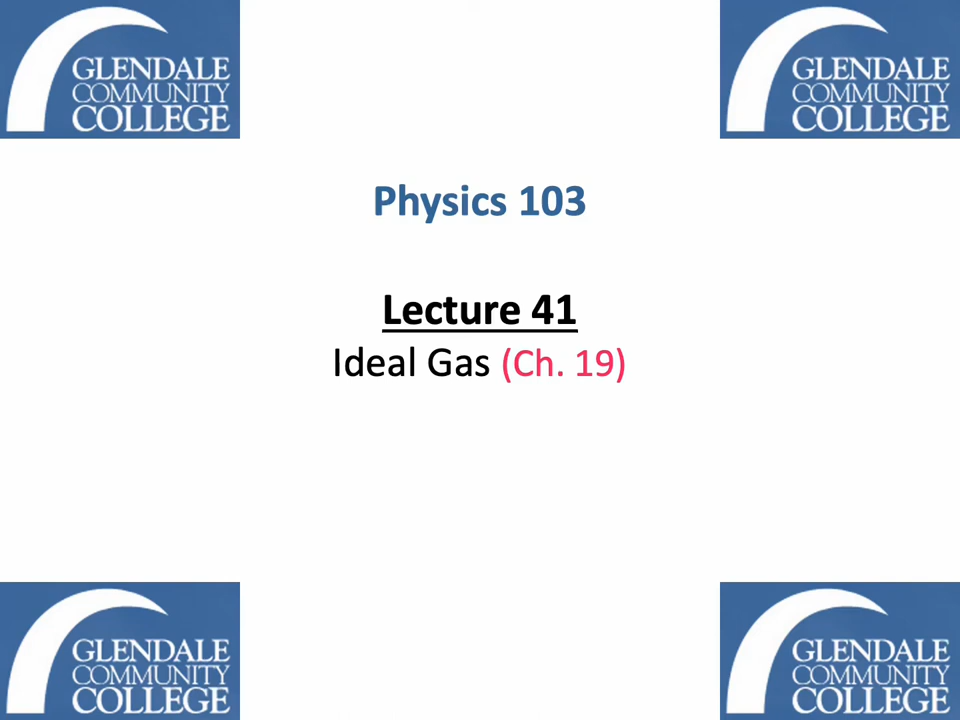 GLENDALE
COMMUNITY
COLLEGE
GLENDALE
COMMUNITY
COLLEGE
Physics 103
Lecture 41
Ideal Gas (Ch. 19)
GLENDALE
COMMUNITY
COLLEGE
GLENDALE
COMMUNITY
COLLEGE